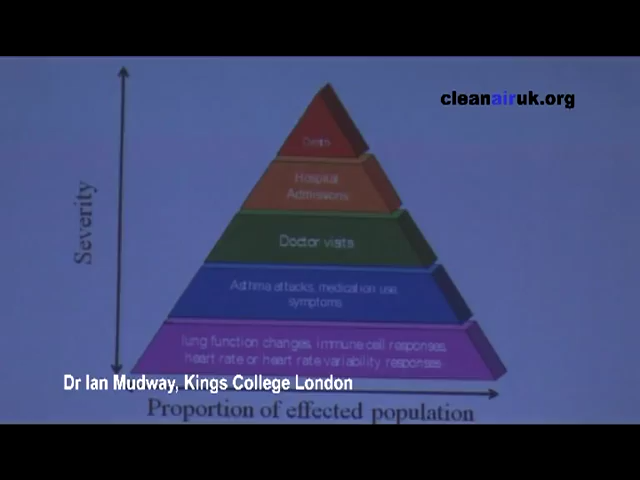 cleanairuk.org
Death
Hospital
Admissions
Doctor visits
Asthma attacks, medication use,
symptoms
lung function changes, immune cell responses,
heart rate or heart rate variability responses
Severity
Dr Ian Mudway, Kings College London
Proportion of effected population